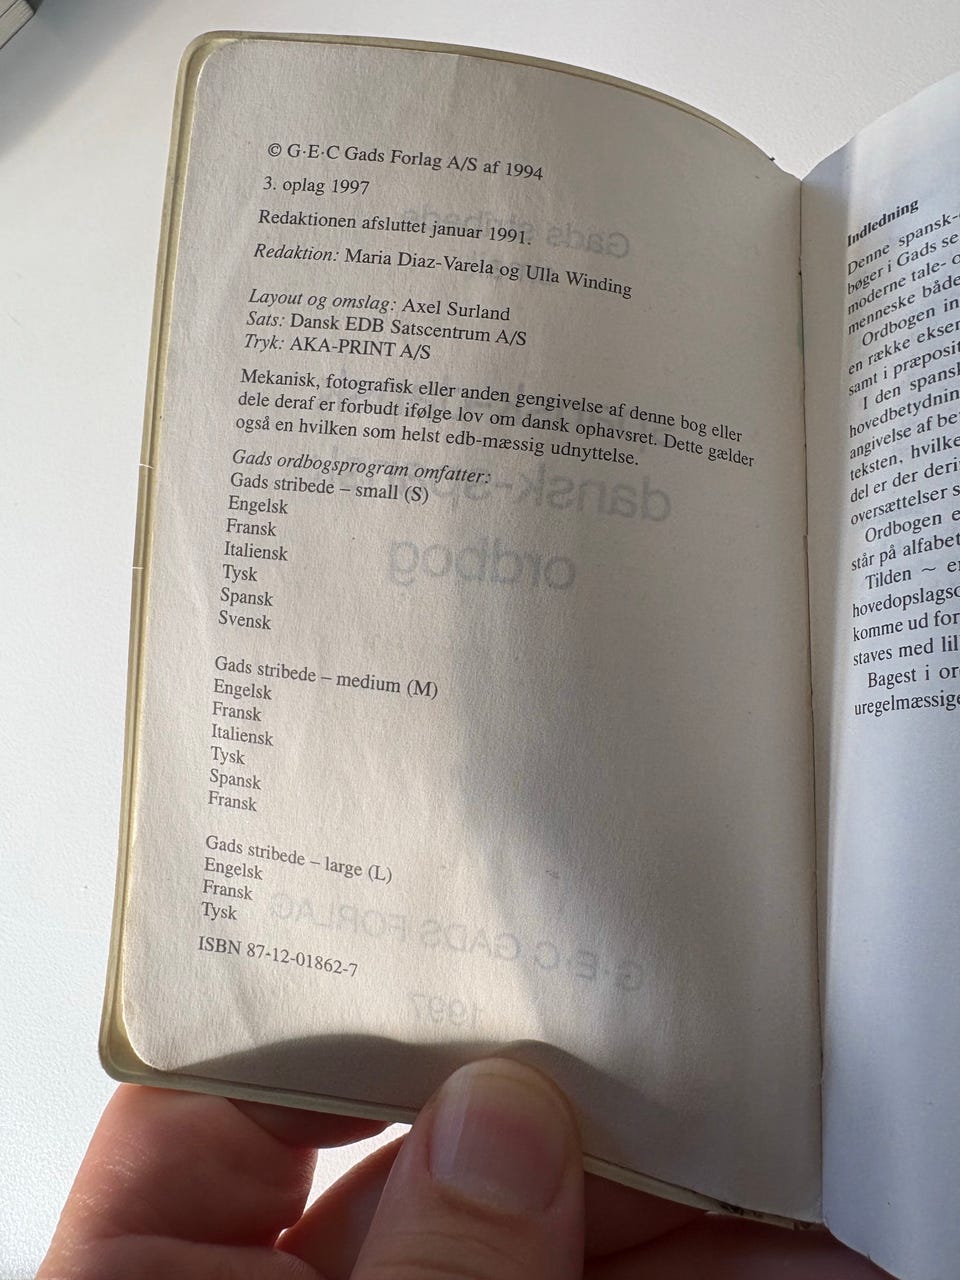 © G·E·C Gads Forlag A/S af 1994
3. oplag 1997
Redaktionen afsluttet januar 1991.
Redaktion: Maria Diaz-Varela og Ulla Winding
Layout og omslag: Axel Surland
Sats: Dansk EDB Satscentrum A/S
Tryk: AKA-PRINT A/S
Mekanisk, fotografisk eller anden gengivelse af denne bog eller
dele deraf er forbudt ifølge lov om dansk ophavsret. Dette gælder
også en hvilken som helst edb-mæssig udnyttelse.
Gads ordbogsprogram omfatter:
Gads stribede – small (S)
Engelsk
Fransk
Italiensk
Tysk
Spansk
Svensk
Gads stribede – medium (M)
Engelsk
Fransk
Italiensk
Tysk
Spansk
Fransk
Gads stribede – large (L)
Engelsk
Fransk
Tysk
ISBN 87-12-01862-7
Indledning
Denne spansk-
bøger i Gads se
moderne tale- o
menneske både
Ordbogen in
en række ekser
samt i præposit
I den spansk
hovedbetydnin
angivelse af be
teksten, hvilke
del er der deri
oversættelser s
Ordbogen e
står på alfabet
Tilden ~ e
hovedopslagso
komme ud for
staves med lil
Bagest i or
uregelmæssige